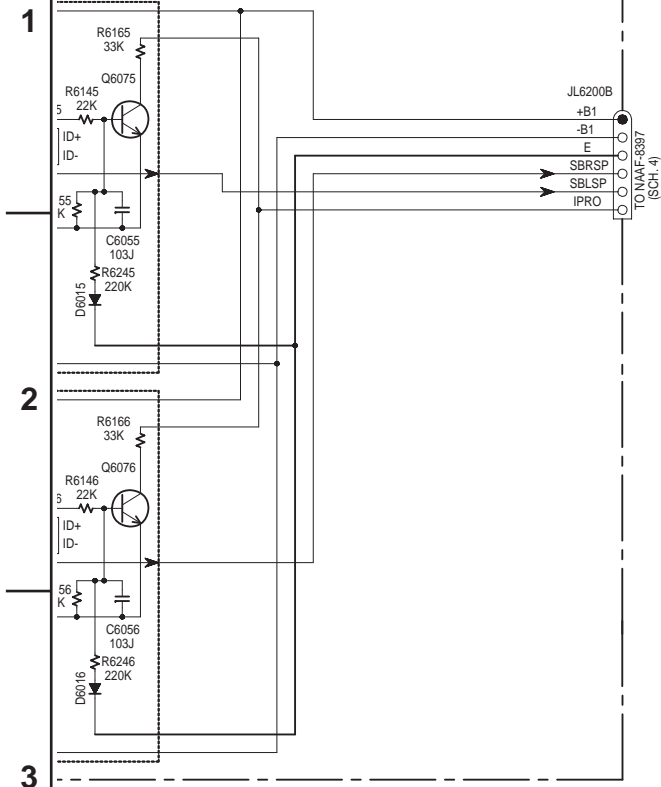 1
R6165
33K
Q6075
R6145
22K
5
ID+
ID-
55
K
C6055
103J
R6245
220K
D6015
JL6200B
+B1
-B1
E
SBRSP
SBLSP
IPRO
TO NAAF-8397
(SCH. 4)
2
R6166
33K
Q6076
R6146
22K
6
ID+
ID-
56
K
C6056
103J
R6246
220K
D6016
3